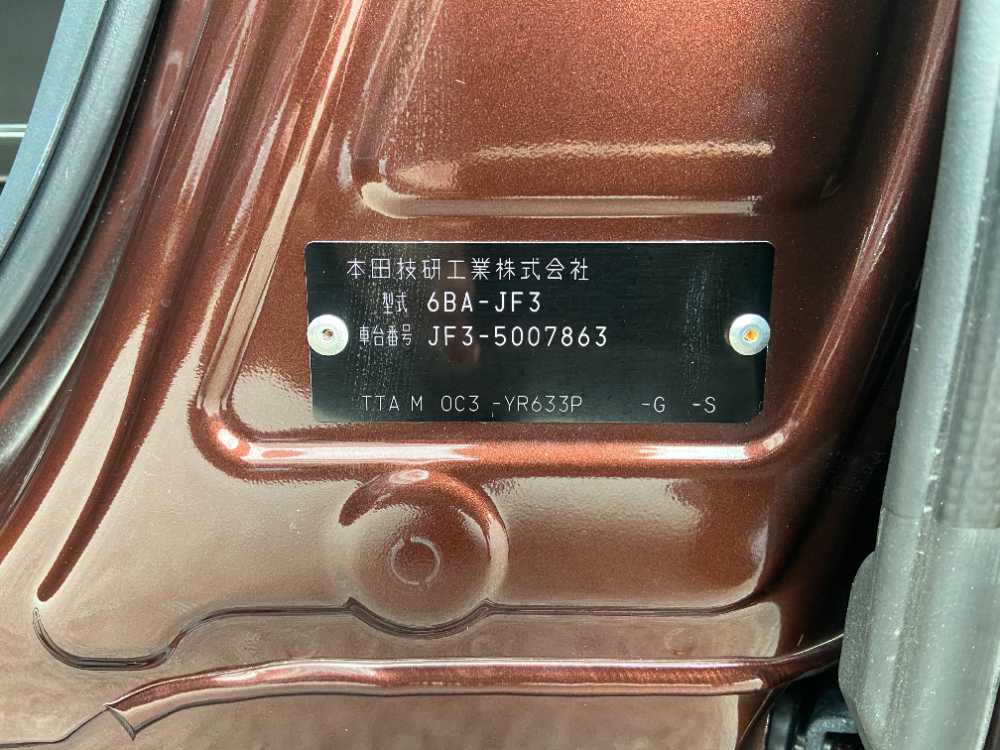 本田技研工業株式会社
型式 6BA-JF3
車台番号 JF3-5007863
TTA M 0C3 -YR633P -G -S